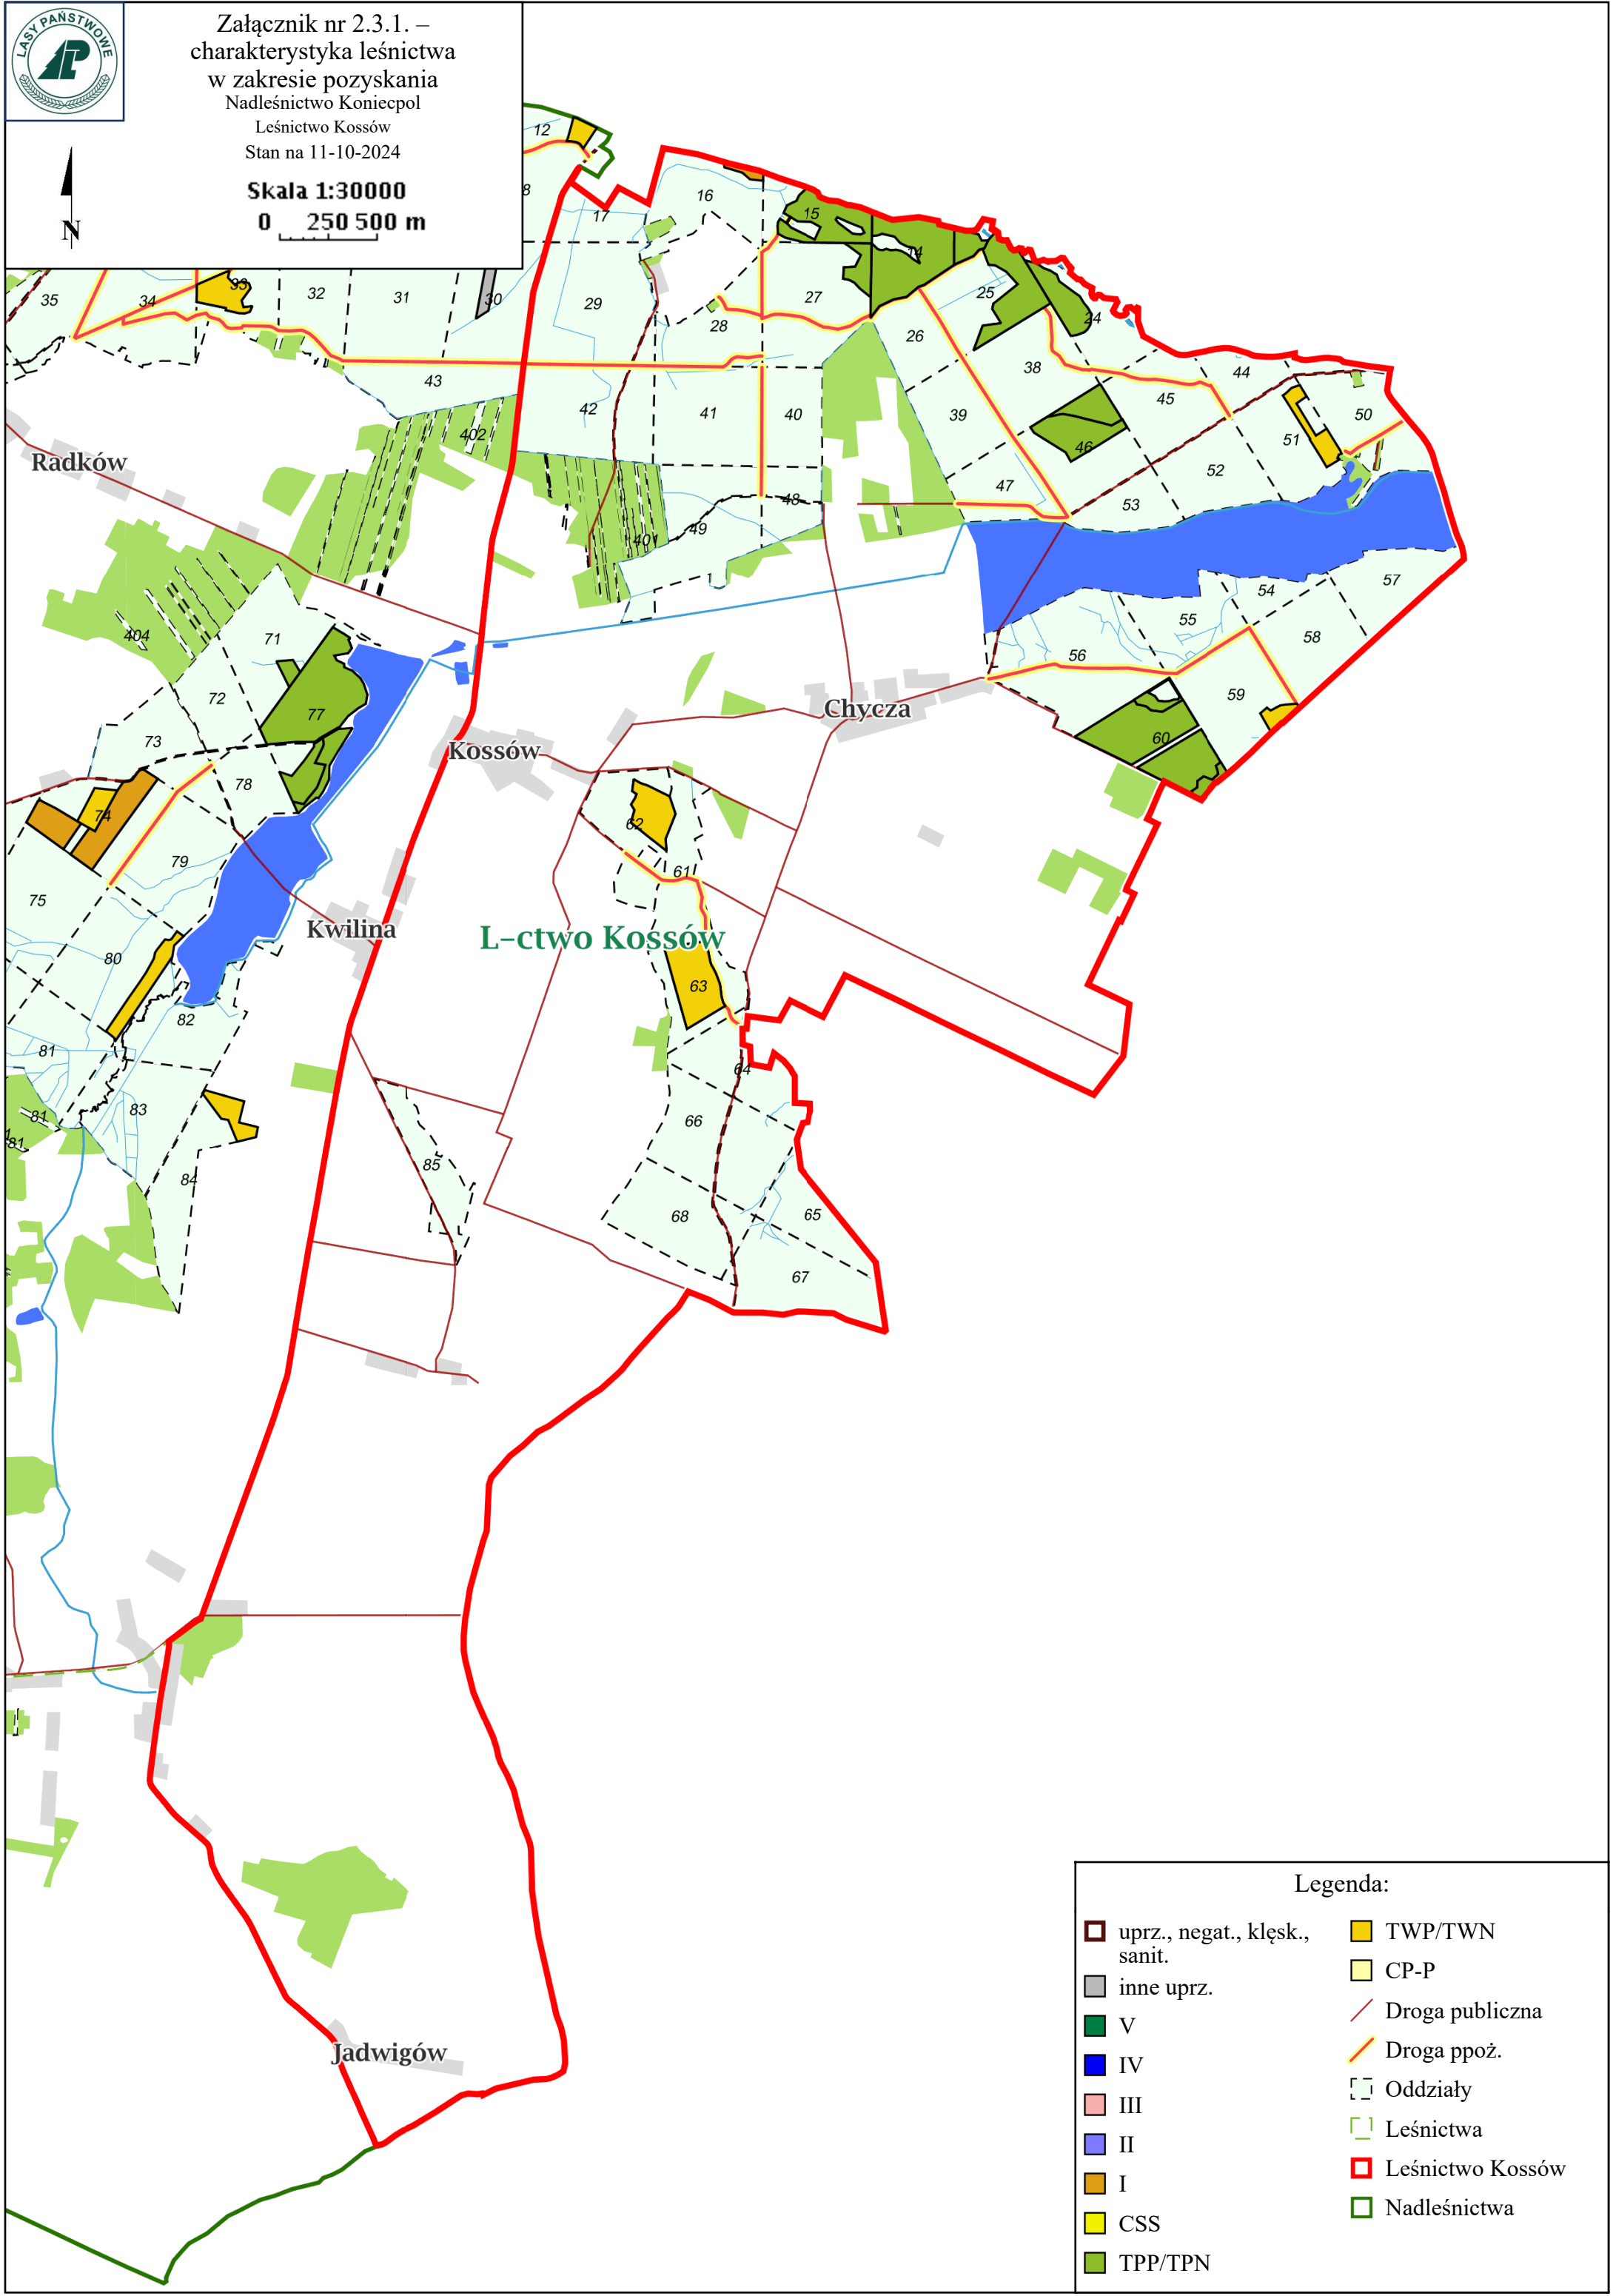 LASY PAŃSTWOWE
Załącznik nr 2.3.1. –
charakterystyka leśnictwa
w zakresie pozyskania
Nadleśnictwo Koniecpol
Leśnictwo Kossów
Stan na 11-10-2024
Skala 1:30000
0 250 500 m
N
12
8
17
16
15
14
35
34
33
32
31
30
29
28
27
26
25
24
43
42
41
40
39
38
44
45
46
50
51
52
53
47
48
49
402
401
Radków
404
71
72
73
77
78
54
55
56
57
58
59
60
Chycza
Kossów
74
79
75
80
82
81
81
81
83
84
62
61
Kwilina
L-ctwo Kossów
63
64
66
85
68
65
67
Jadwigów
Legenda:
uprz., negat., klęsk.,
sanit.
inne uprz.
V
IV
III
II
I
CSS
TPP/TPN
TWP/TWN
CP-P
Droga publiczna
Droga ppoż.
Oddziały
Leśnictwa
Leśnictwo Kossów
Nadleśnictwa